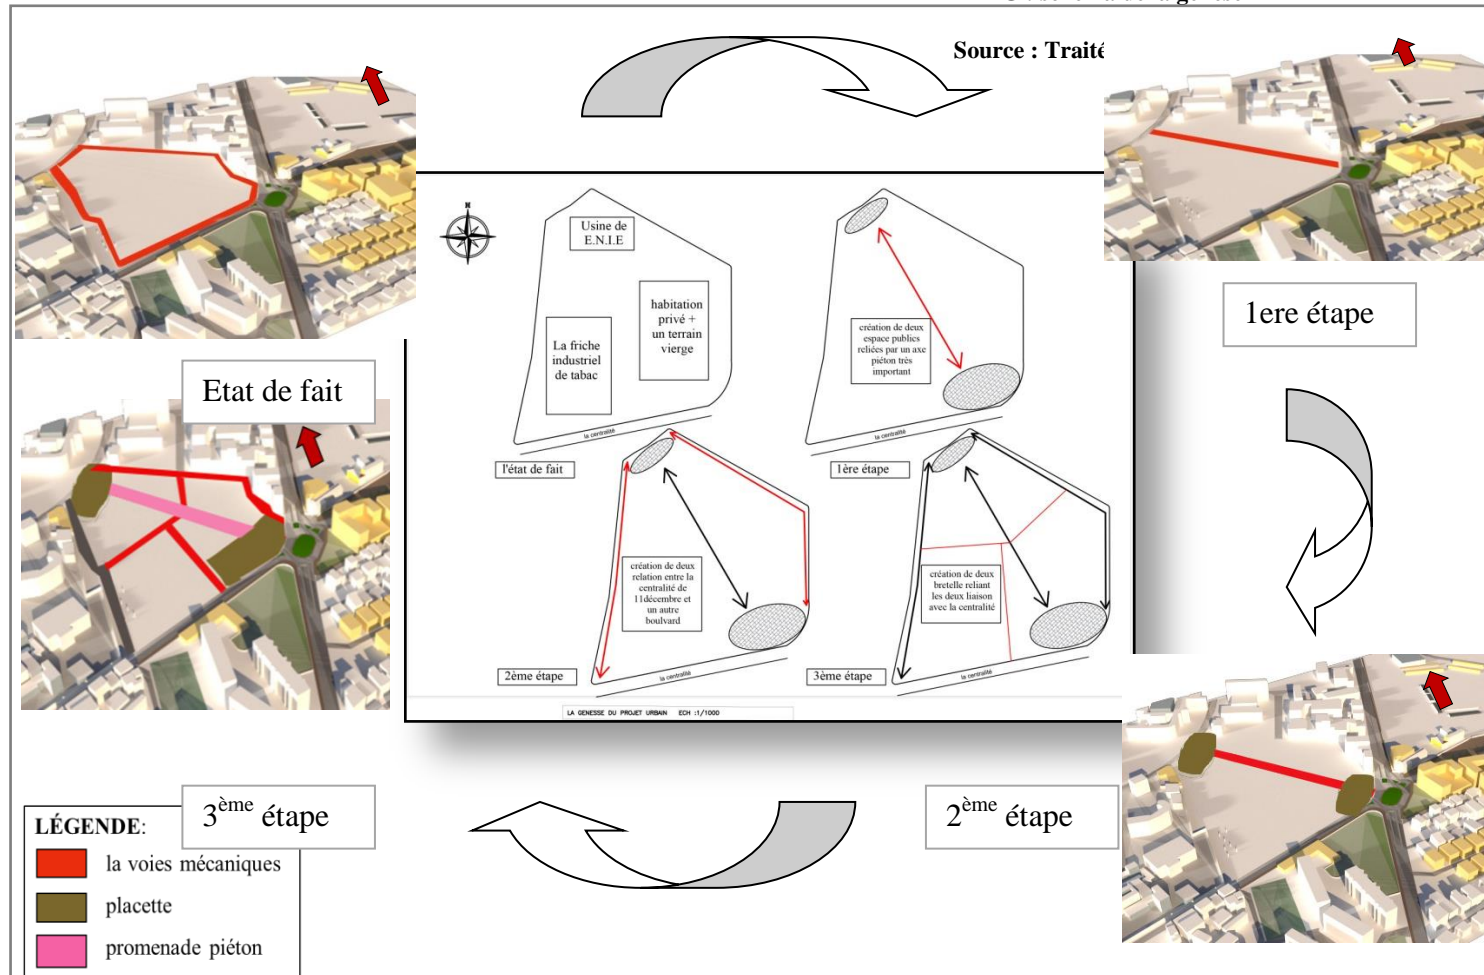 Source : Traité
Usine de
E.N.I.E
habitation
privé +
un terrain
vierge
La friche
industriel
de tabac
la centralité
l'état de fait
création de deux
espace publics
reliées par un axe
piéton très
important
la centralité
1ère étape
1ere étape
Etat de fait
création de deux
relation entre la
centralité de
11décembre et
un autre
boulvard
la centralité
2ème étape
création de deux
bretelle reliant
les deux liaison
avec la centralité
la centralité
3ème étape
LA GENESSE DU PROJET URBAIN ECH :1/1000
3ème étape
2ème étape
LÉGENDE:
la voies mécaniques
placette
promenade piéton